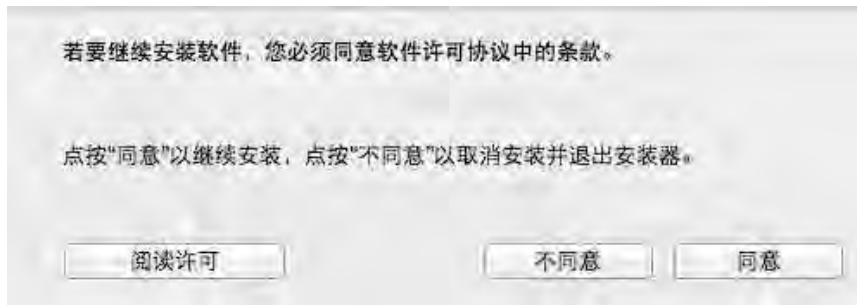 若要继续安装软件，您必须同意软件许可协议中的条款。
点按“同意”以继续安装，点按“不同意”以取消安装并退出安装器。
阅读许可 不同意 同意